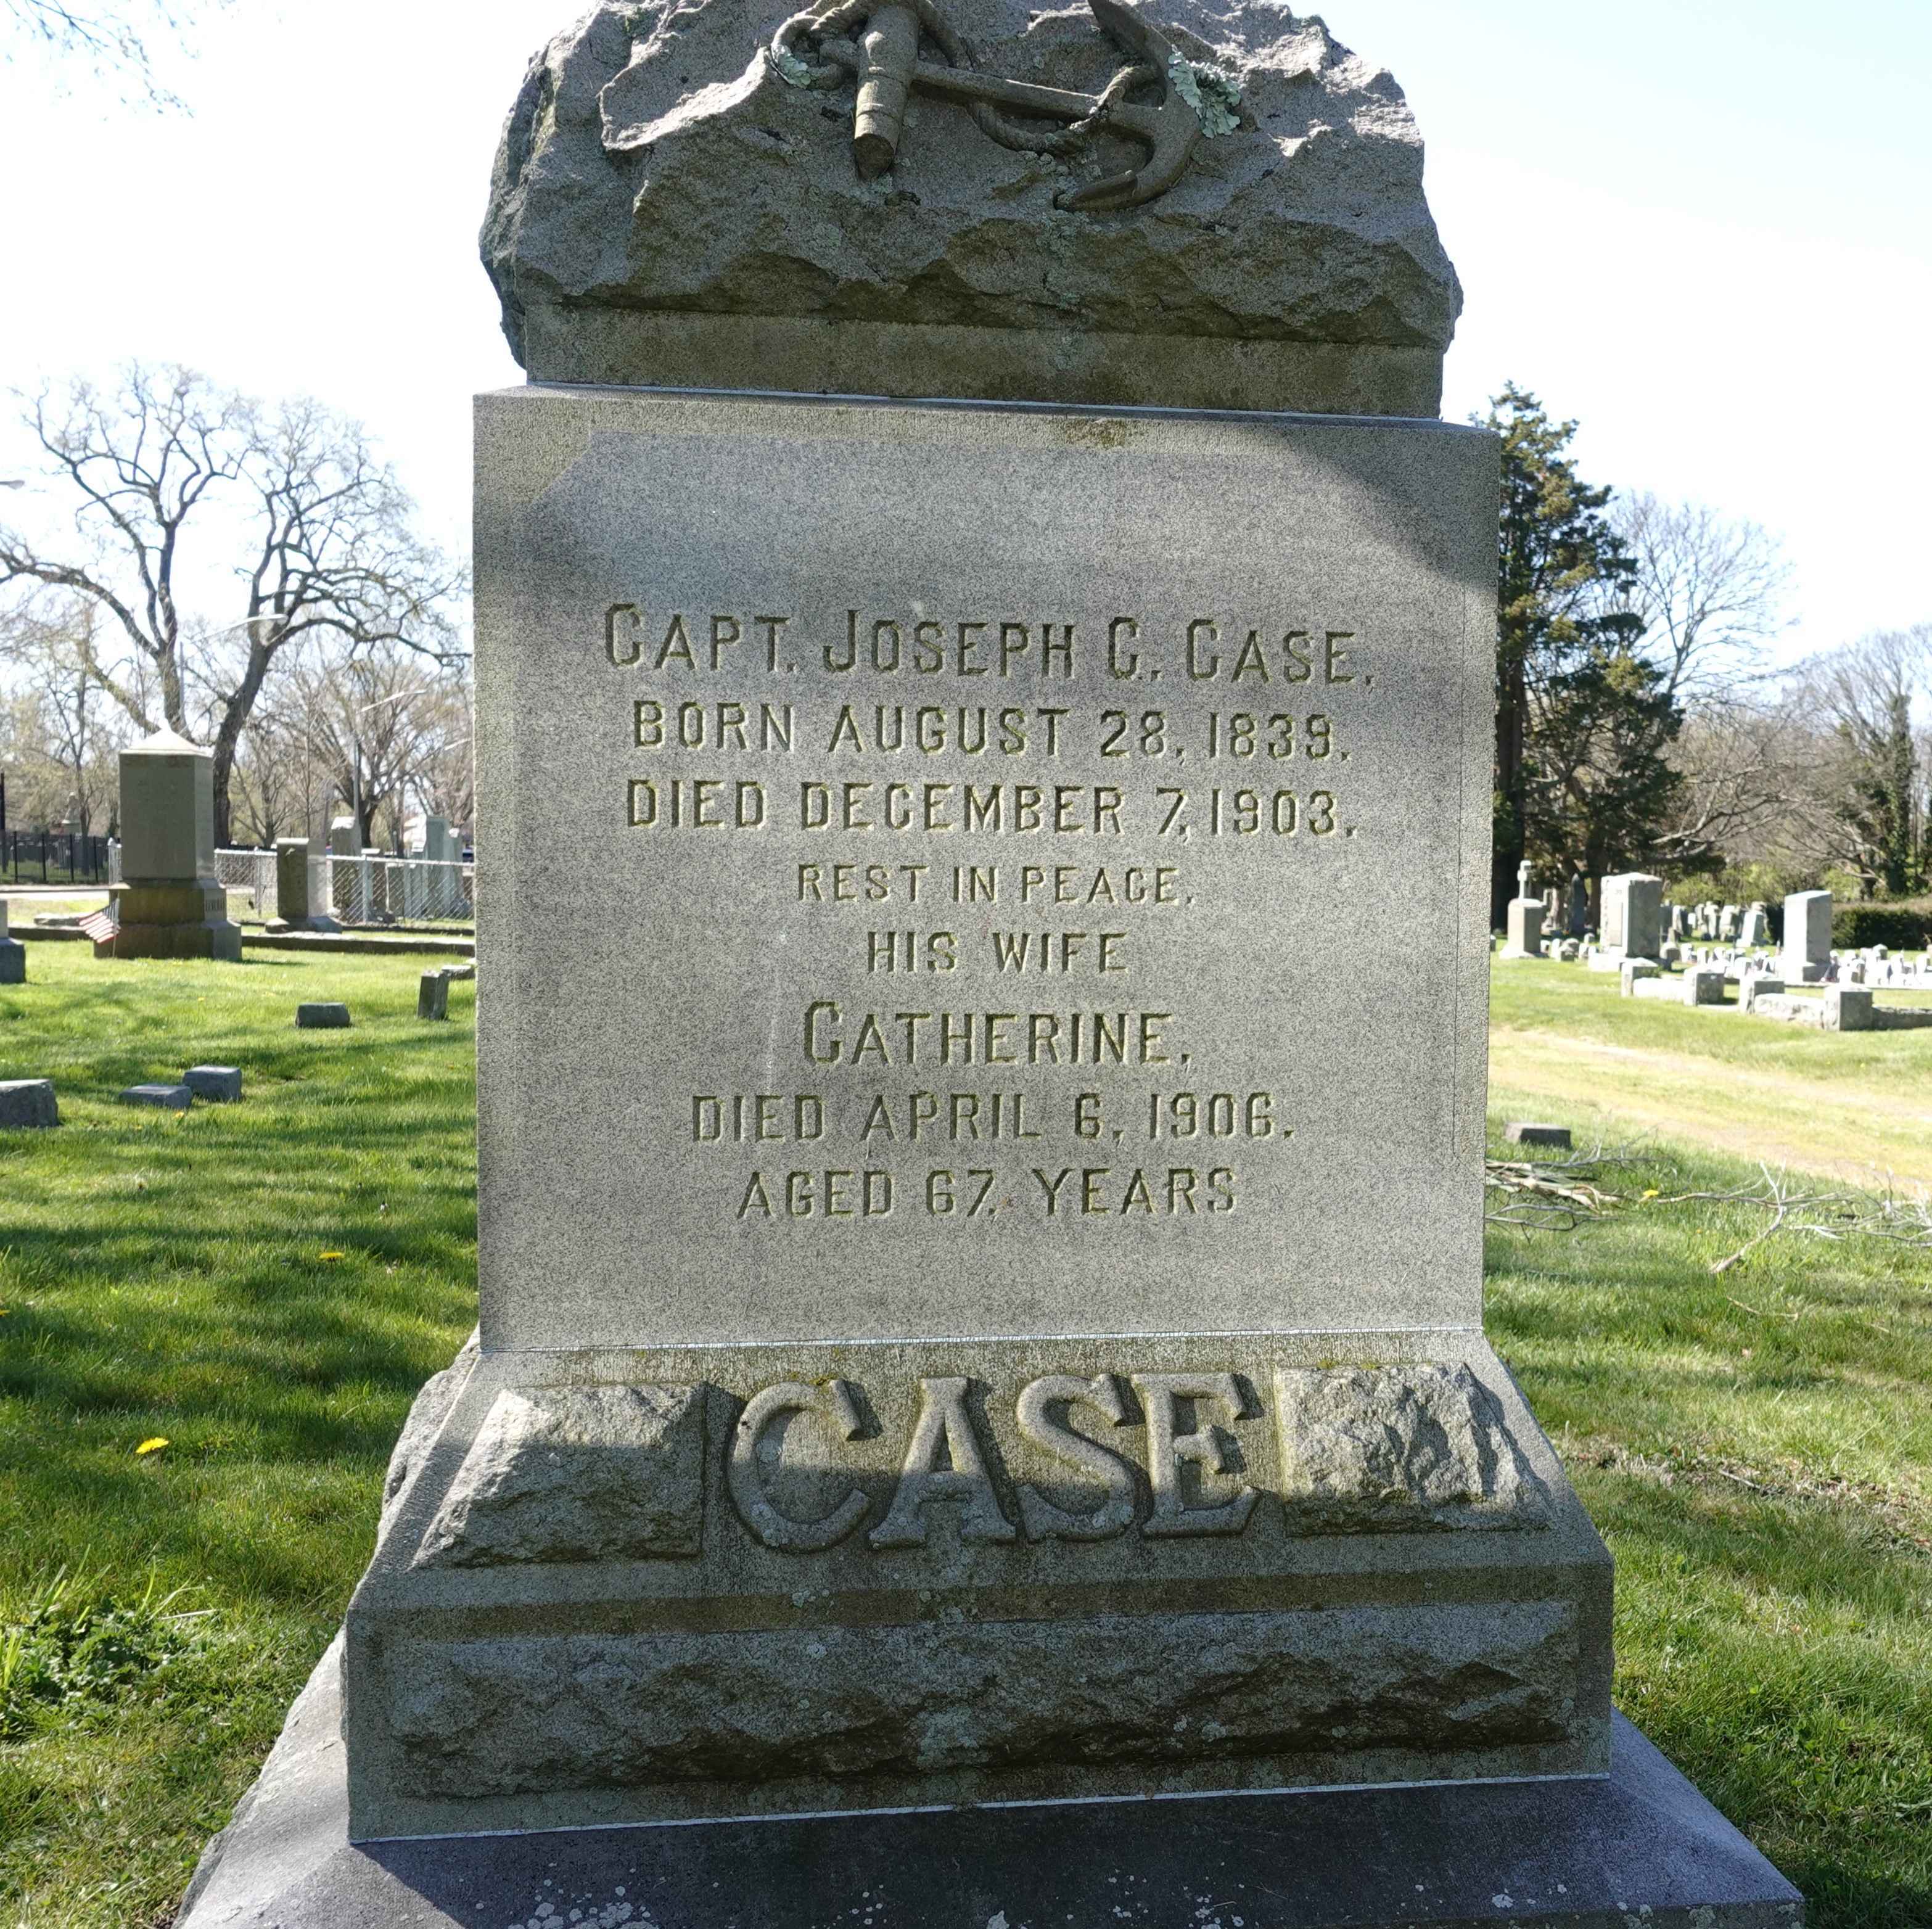 CAPT. JOSEPH C. CASE,
BORN AUGUST 28, 1839.
DIED DECEMBER 7, 1903.
REST IN PEACE.
HIS WIFE
CATHERINE,
DIED APRIL 6, 1906.
AGED 67, YEARS
CASE